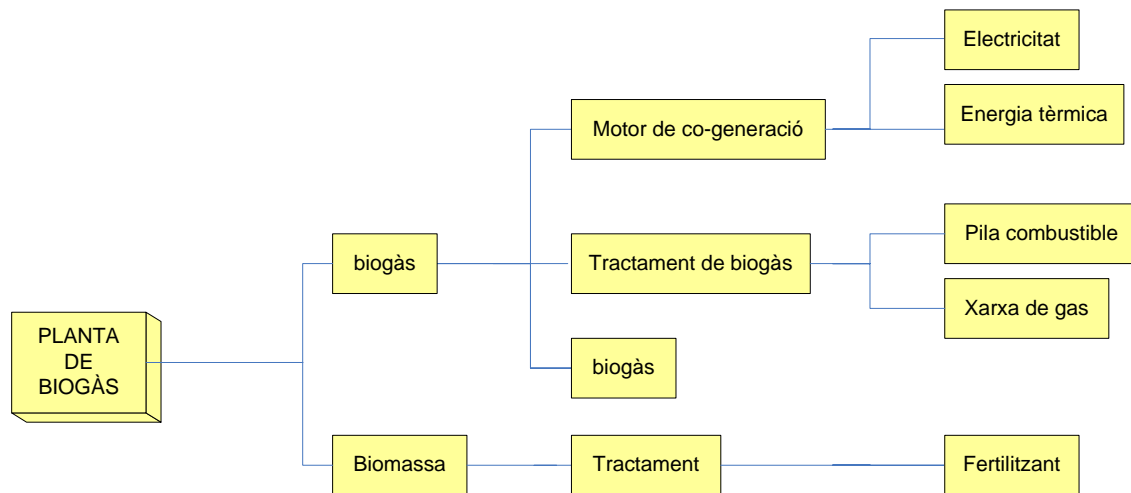 Electricitat
Energia tèrmica
Motor de co-generació
Pila combustible
biogàs
Tractament de biogàs
Xarxa de gas
PLANTA
DE
BIOGÀS
biogàs
Biomassa
Tractament
Fertilitzant